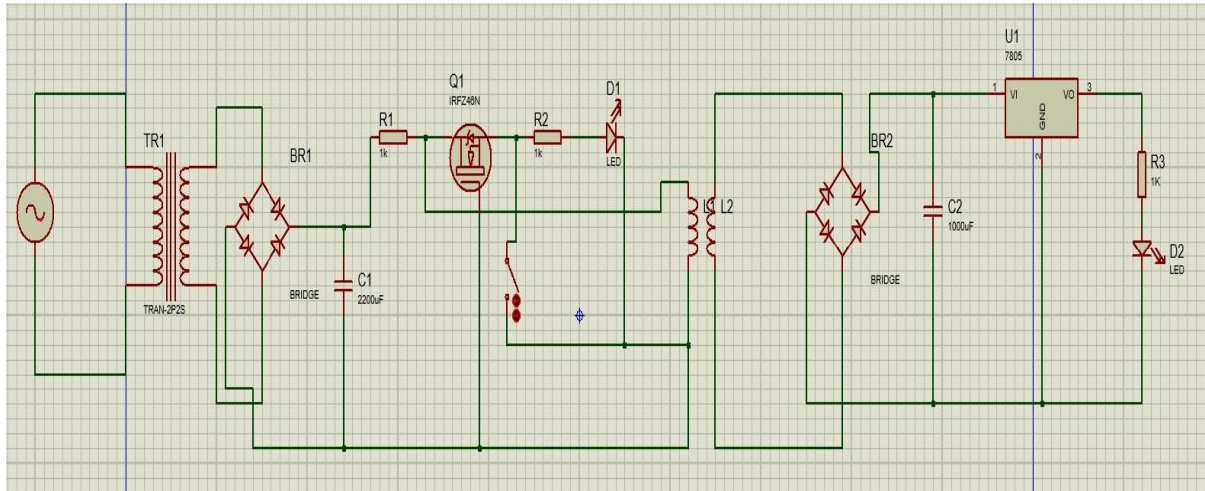 TR1
TRAN-2P2S
BR1
BRIDGE
C1
2200uF
R1
1k
Q1
IRFZ46N
R2
1k
D1
LED
L1
L2
BR2
BRIDGE
C2
1000uF
U1
7805
1
VI
VO
3
GND
2
R3
1K
D2
LED